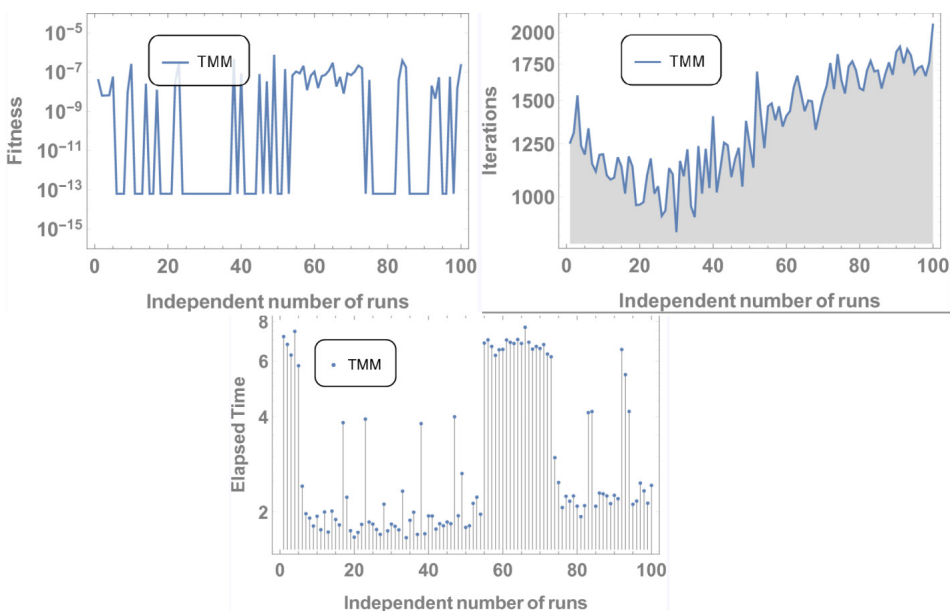 10^-5
10^-7
10^-9
10^-11
10^-13
10^-15
Fitness
TMM
0 20 40 60 80 100
Independent number of runs
2000
1750
1500
1250
1000
Iterations
TMM
0 20 40 60 80 100
Independent number of runs
8
6
4
2
Elapsed Time
TMM
0 20 40 60 80 100
Independent number of runs